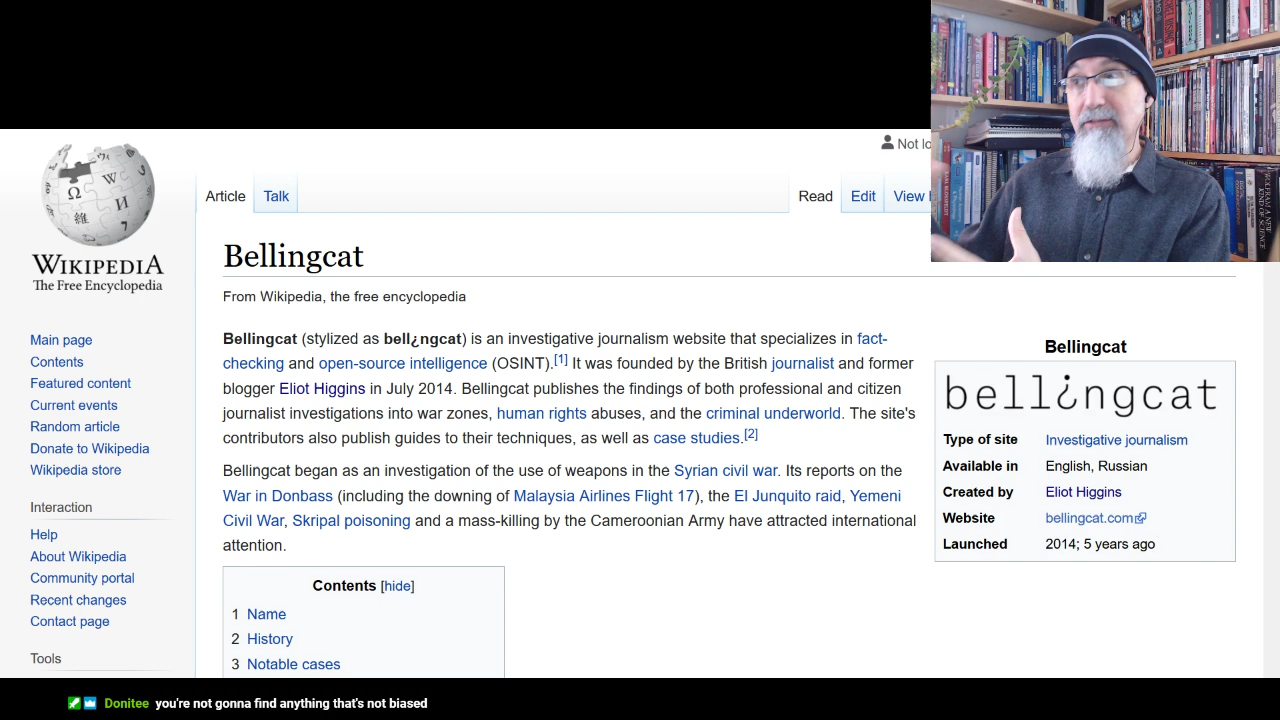 Not lo
Article Talk Read Edit View
WIKIPEDIA
The Free Encyclopedia
Main page
Contents
Featured content
Current events
Random article
Donate to Wikipedia
Wikipedia store
Interaction
Help
About Wikipedia
Community portal
Recent changes
Contact page
Tools
Bellingcat
From Wikipedia, the free encyclopedia
Bellingcat (stylized as bell¿ngcat) is an investigative journalism website that specializes in fact-
checking and open-source intelligence (OSINT).[1] It was founded by the British journalist and former
blogger Eliot Higgins in July 2014. Bellingcat publishes the findings of both professional and citizen
journalist investigations into war zones, human rights abuses, and the criminal underworld. The site's
contributors also publish guides to their techniques, as well as case studies.[2]
Bellingcat began as an investigation of the use of weapons in the Syrian civil war. Its reports on the
War in Donbass (including the downing of Malaysia Airlines Flight 17), the El Junquito raid, Yemeni
Civil War, Skripal poisoning and a mass-killing by the Cameroonian Army have attracted international
attention.
Contents [hide]
1 Name
2 History
3 Notable cases
Bellingcat
bell¿ngcat
Type of site Investigative journalism
Available in English, Russian
Created by Eliot Higgins
Website bellingcat.com
Launched 2014; 5 years ago
WOLFRAM A NEW KIND OF SCIENCE
Donitee you're not gonna find anything that's not biased